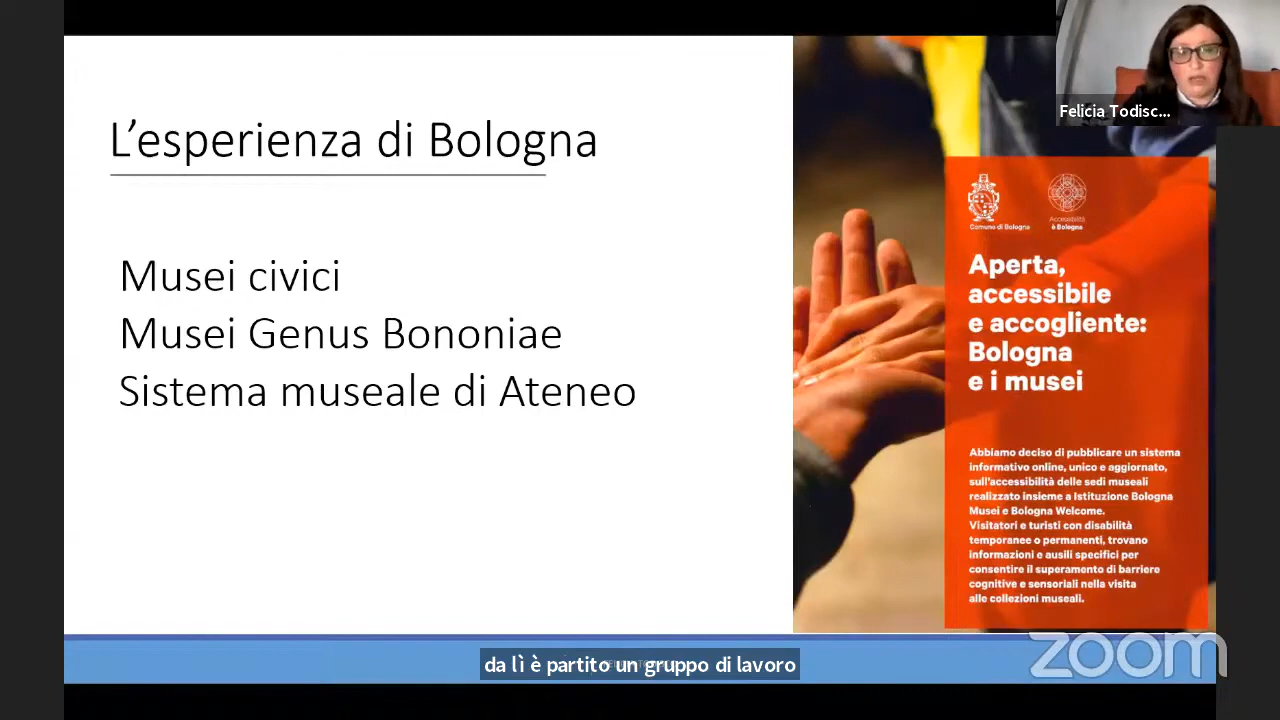 Felicia Todisc...
L’esperienza di Bologna
Musei civici
Musei Genus Bononiae
Sistema museale di Ateneo
Comune di Bologna
Accessibilità
è Bologna
Aperta,
accessibile
e accogliente:
Bologna
e i musei
Abbiamo deciso di pubblicare un sistema
informativo online, unico e aggiornato,
sull'accessibilità delle sedi museali
realizzato insieme a Istituzione Bologna
Musei e Bologna Welcome.
Visitatori e turisti con disabilità
temporanee o permanenti, trovano
informazioni e ausili specifici per
consentire il superamento di barriere
cognitive e sensoriali nella visita
alle collezioni museali.
da lì è partito un gruppo di lavoro
zoom